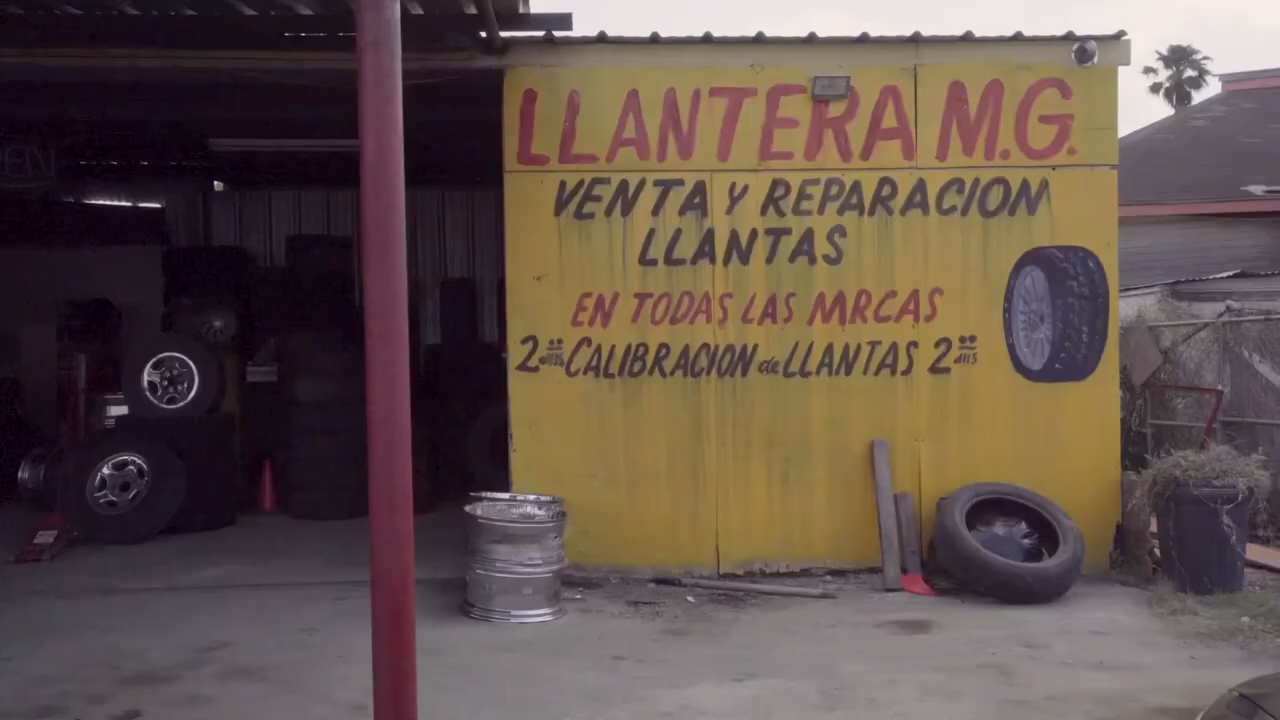 LLANTERA M.G.
VENTA Y REPARACION
LLANTAS
EN TODAS LAS MRCAS
2 CALIBRACION de LLANTAS 2